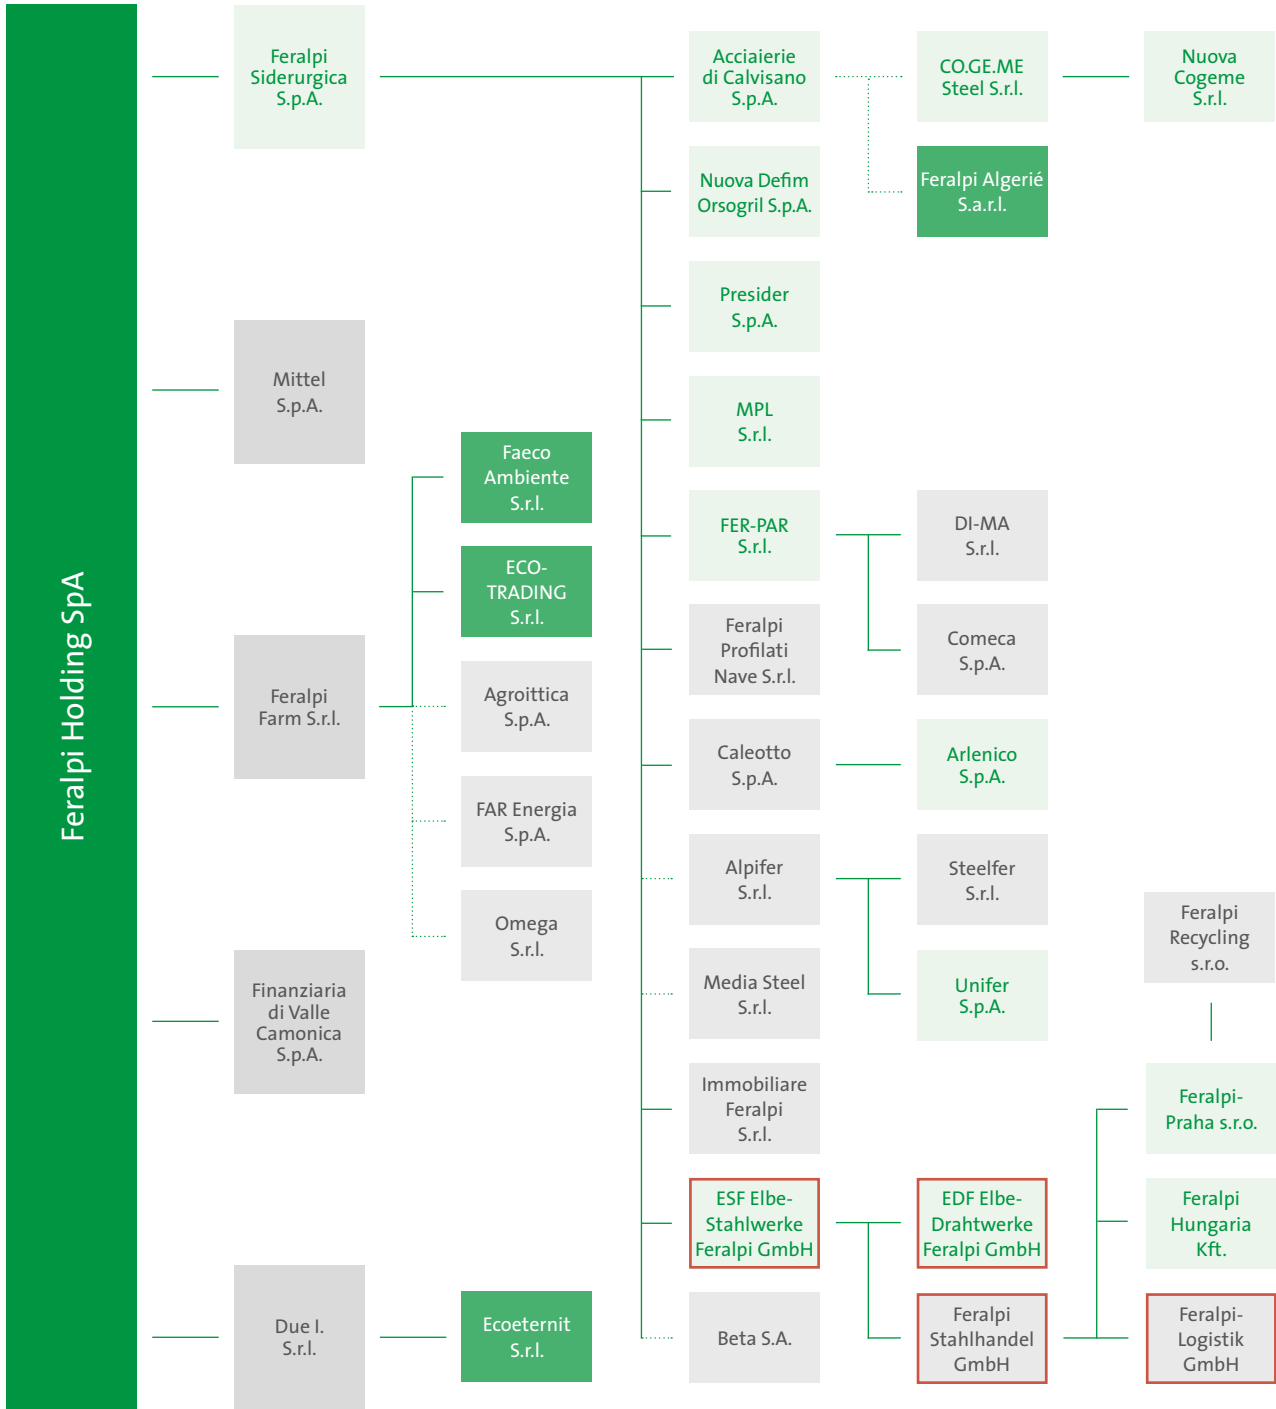 Feralpi Holding SpA
Feralpi
Siderurgica
S.p.A.
Mittel
S.p.A.
Feralpi
Farm S.r.l.
Finanziaria
di Valle
Camonica
S.p.A.
Due I.
S.r.l.
Faeco
Ambiente
S.r.l.
ECO-
TRADING
S.r.l.
Agroittica
S.p.A.
FAR Energia
S.p.A.
Omega
S.r.l.
Ecoeternit
S.r.l.
Acciaierie
di Calvisano
S.p.A.
Nuova Defim
Orsogril S.p.A.
Presider
S.p.A.
MPL
S.r.l.
FER-PAR
S.r.l.
Feralpi
Profilati
Nave S.r.l.
Caleotto
S.p.A.
Alpifer
S.r.l.
Media Steel
S.r.l.
Immobiliare
Feralpi
S.r.l.
ESF Elbe-
Stahlwerke
Feralpi GmbH
Beta S.A.
CO.GE.ME
Steel S.r.l.
Feralpi Algerié
S.a.r.l.
DI-MA
S.r.l.
Comeca
S.p.A.
Arlenico
S.p.A.
Steelfer
S.r.l.
Unifer
S.p.A.
EDF Elbe-
Drahtwerke
Feralpi GmbH
Feralpi
Stahlhandel
GmbH
Nuova
Cogeme
S.r.l.
Feralpi
Recycling
s.r.o.
Feralpi-
Praha s.r.o.
Feralpi
Hungaria
Kft.
Feralpi-
Logistik
GmbH